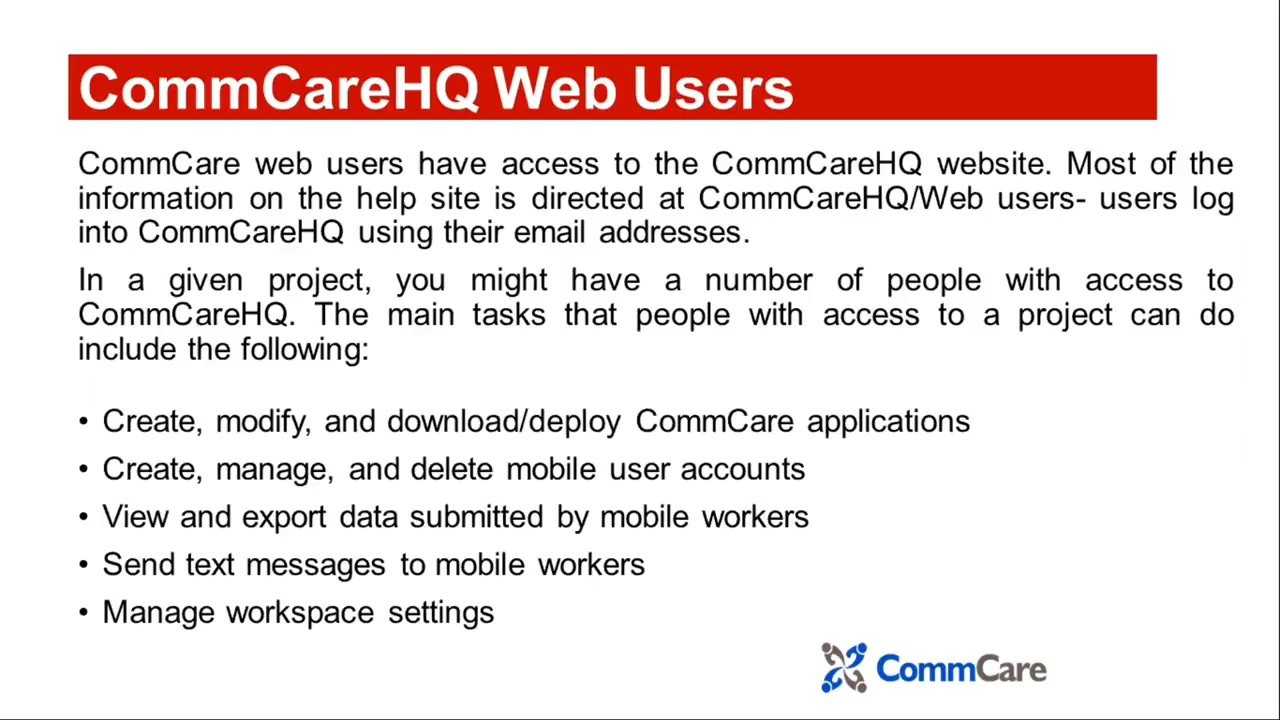 CommCareHQ Web Users
CommCare web users have access to the CommCareHQ website. Most of the
information on the help site is directed at CommCareHQ/Web users- users log
into CommCareHQ using their email addresses.
In a given project, you might have a number of people with access to
CommCareHQ. The main tasks that people with access to a project can do
include the following:
• Create, modify, and download/deploy CommCare applications
• Create, manage, and delete mobile user accounts
• View and export data submitted by mobile workers
• Send text messages to mobile workers
• Manage workspace settings
CommCare